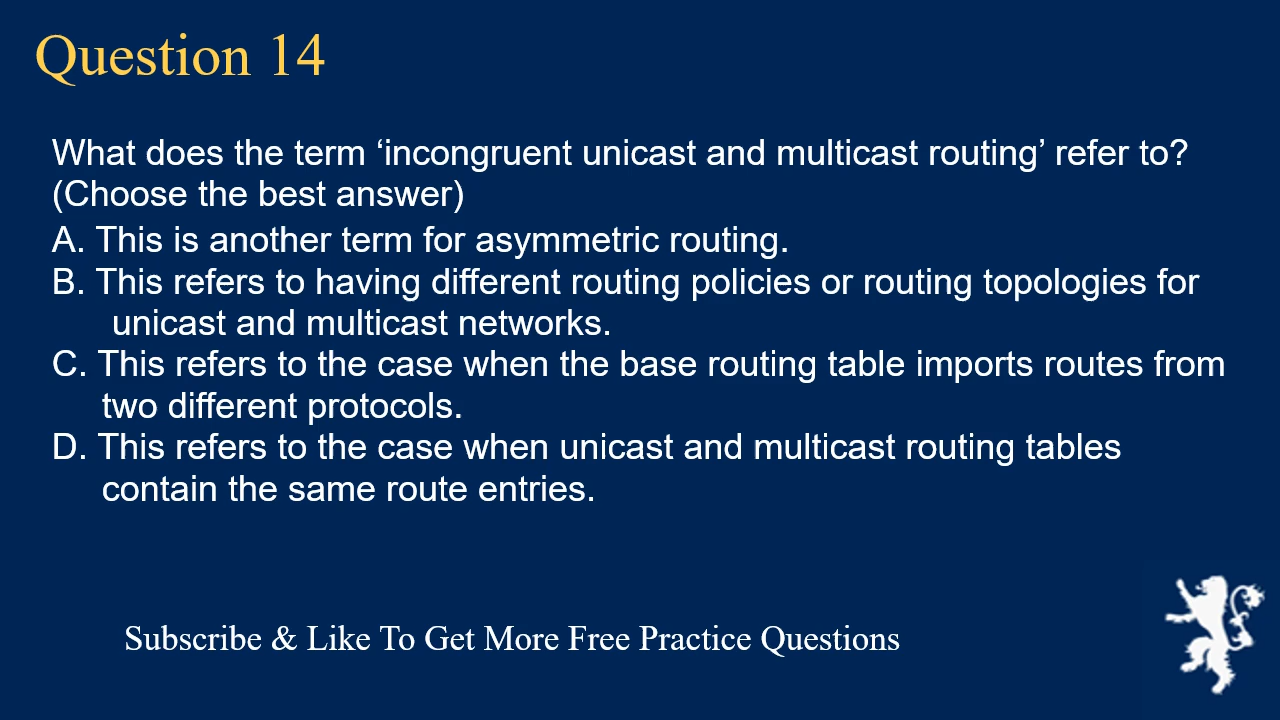 Question 14
What does the term ‘incongruent unicast and multicast routing’ refer to?
(Choose the best answer)
A. This is another term for asymmetric routing.
B. This refers to having different routing policies or routing topologies for
unicast and multicast networks.
C. This refers to the case when the base routing table imports routes from
two different protocols.
D. This refers to the case when unicast and multicast routing tables
contain the same route entries.
Subscribe & Like To Get More Free Practice Questions